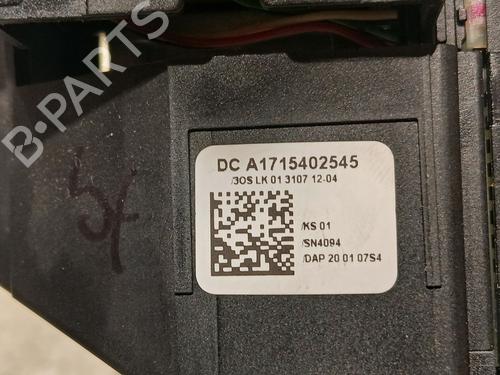 DC A1715402545
/3OS LK 01 3107 12-04
/KS 01
/SN4094
/DAP 20 01 07S4
B-PARTS